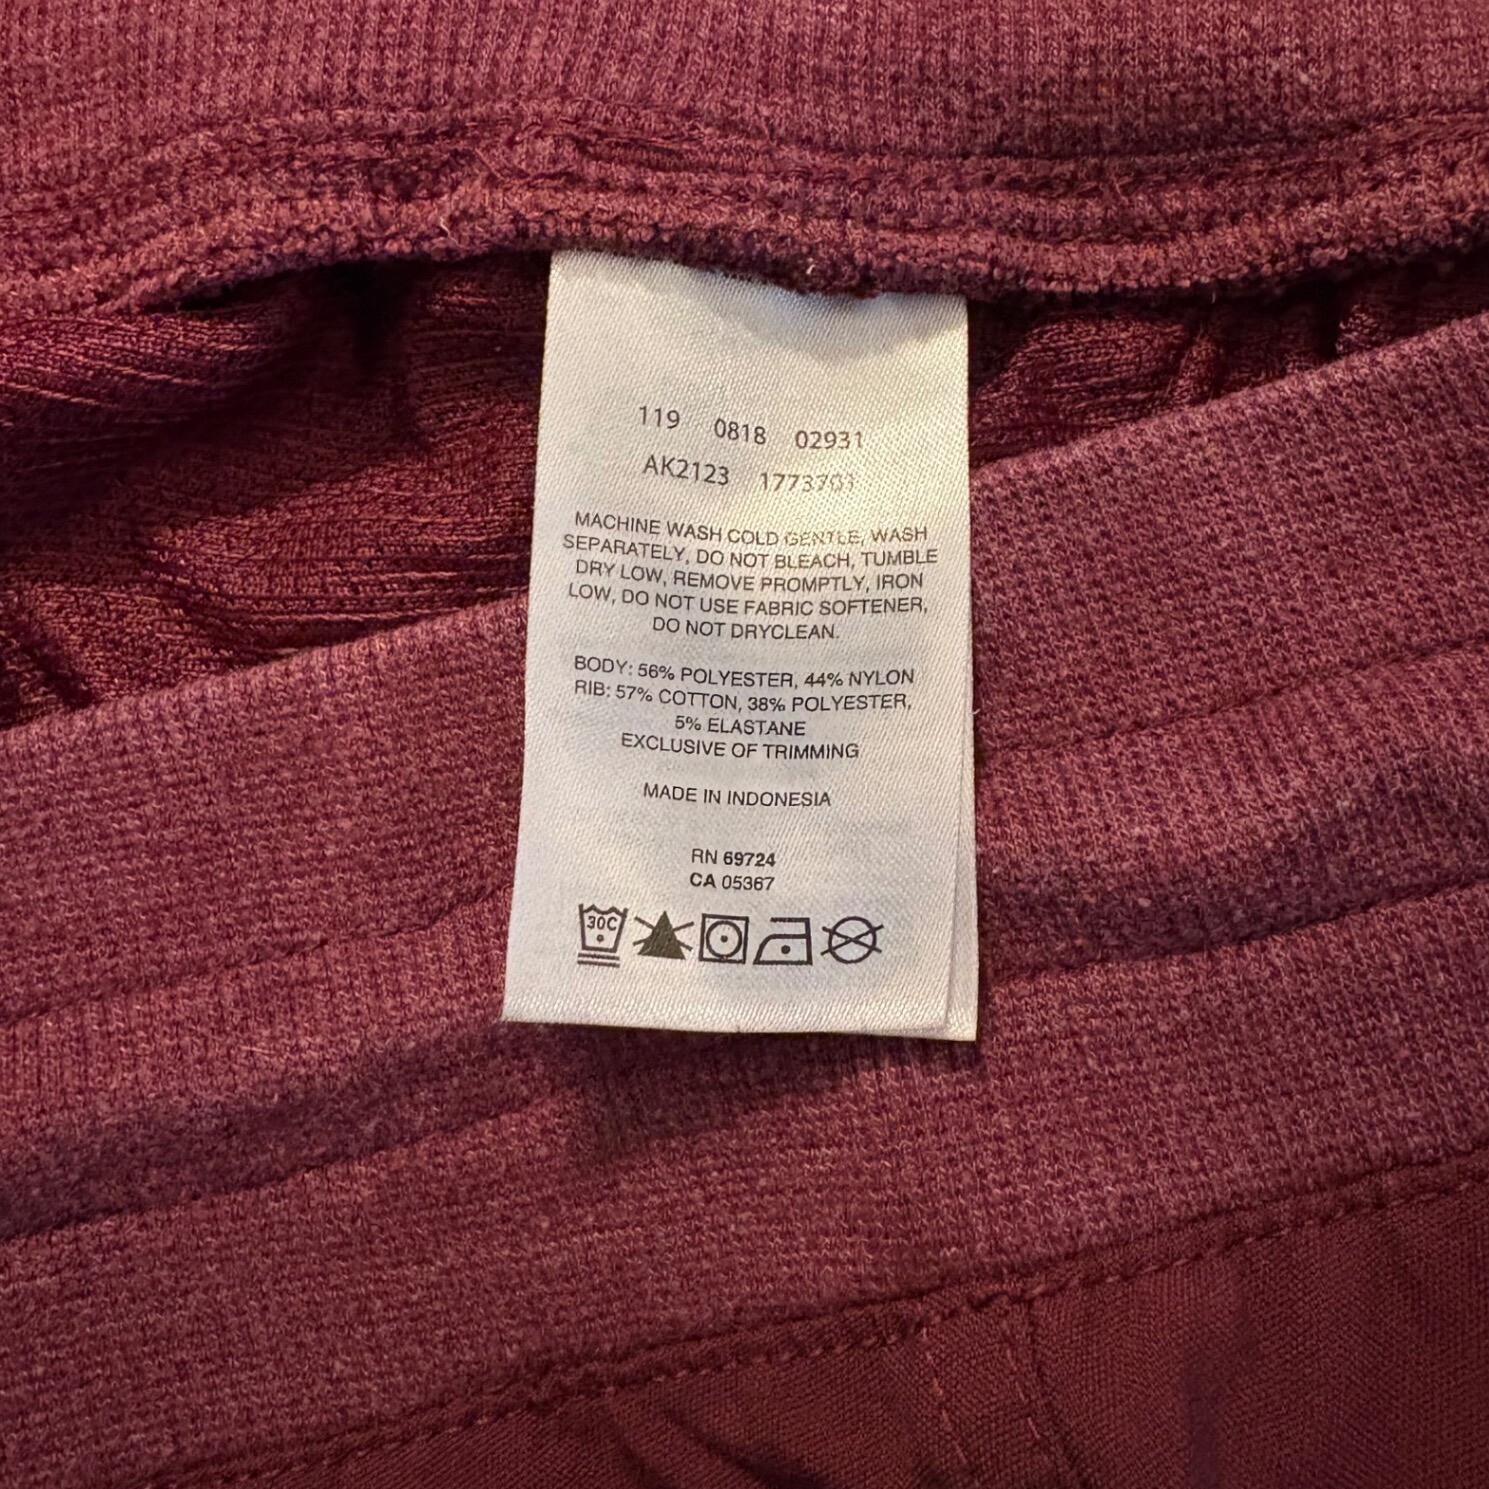 119 0818 02931
AK2123 1773701
MACHINE WASH COLD GENTLE, WASH
SEPARATELY, DO NOT BLEACH, TUMBLE
DRY LOW, REMOVE PROMPTLY, IRON
LOW, DO NOT USE FABRIC SOFTENER,
DO NOT DRYCLEAN.
BODY: 56% POLYESTER, 44% NYLON
RIB: 57% COTTON, 38% POLYESTER,
5% ELASTANE
EXCLUSIVE OF TRIMMING
MADE IN INDONESIA
RN 69724
CA 05367
30C